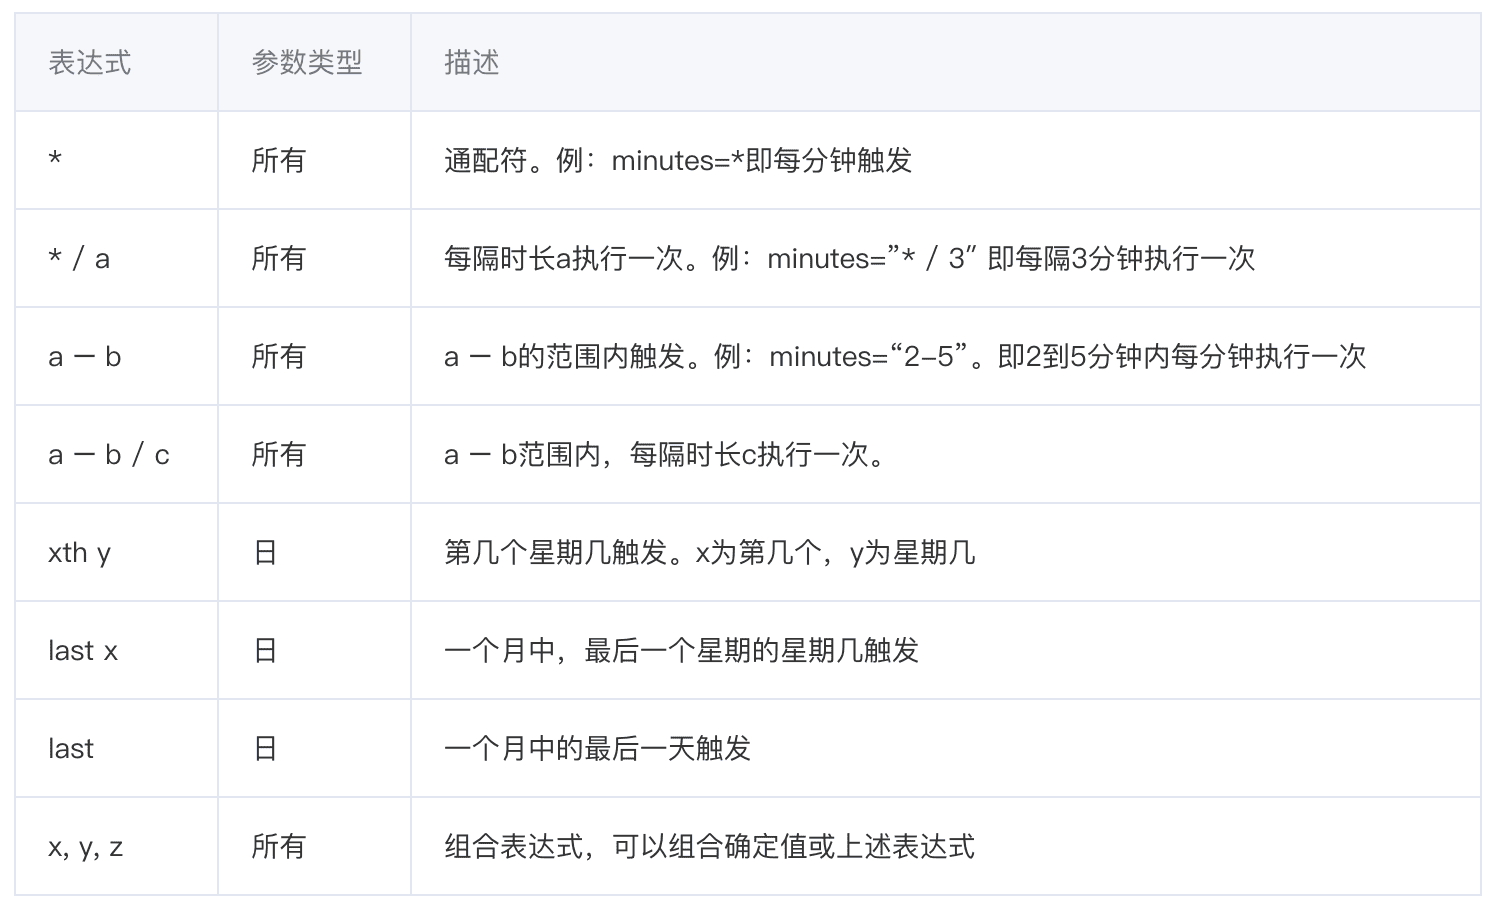 表达式 参数类型 描述
* 所有 通配符。例：minutes=*即每分钟触发
* / a 所有 每隔时长a执行一次。例：minutes=”* / 3″ 即每隔3分钟执行一次
a — b 所有 a — b的范围内触发。例：minutes=“2–5”。即2到5分钟内每分钟执行一次
a — b / c 所有 a — b范围内，每隔时长c执行一次。
xth y 日 第几个星期几触发。x为第几个，y为星期几
last x 日 一个月中，最后一个星期的星期几触发
last 日 一个月中的最后一天触发
x, y, z 所有 组合表达式，可以组合确定值或上述表达式